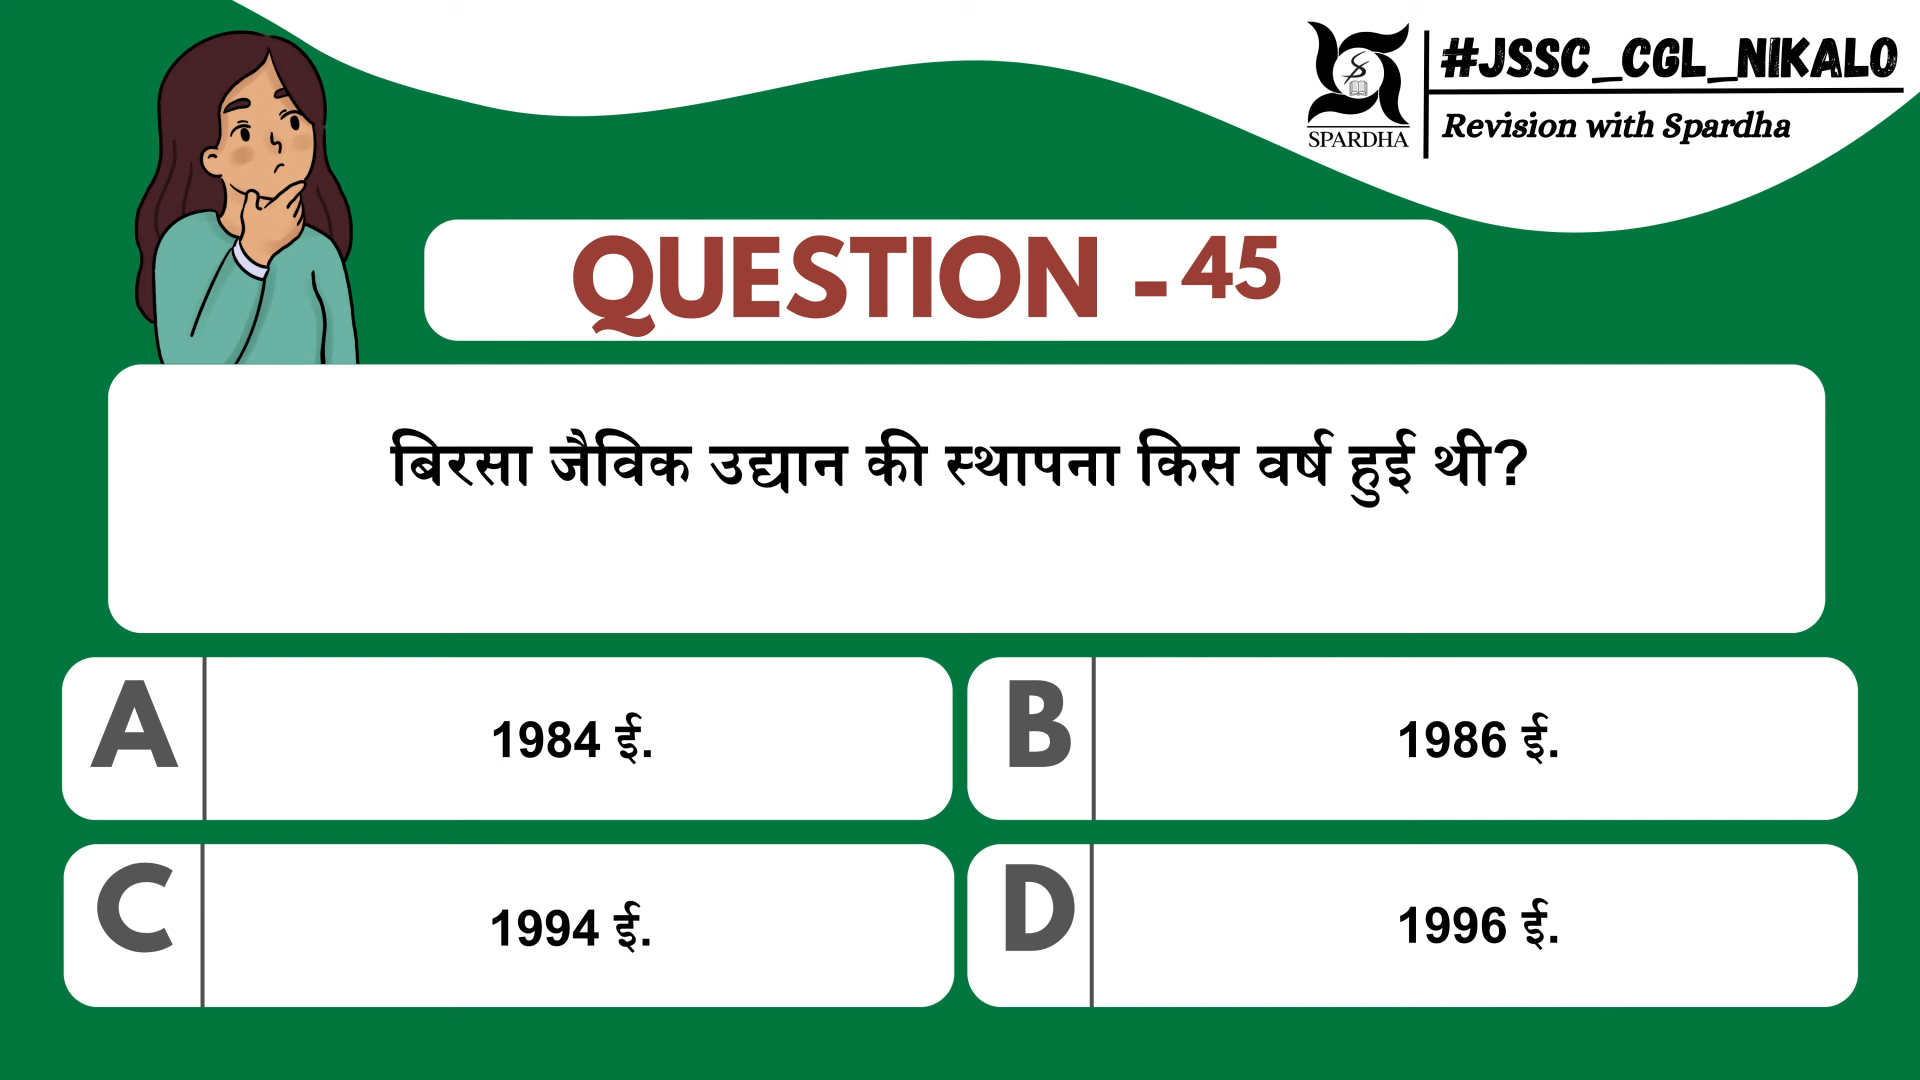 #JSSC_CGL_NIKALO
Revision with Spardha
SPARDHA
QUESTION - 45
बिरसा जैविक उद्यान की स्थापना किस वर्ष हुई थी?
A
1984 ई.
B
1986 ई.
C
1994 ई.
D
1996 ई.